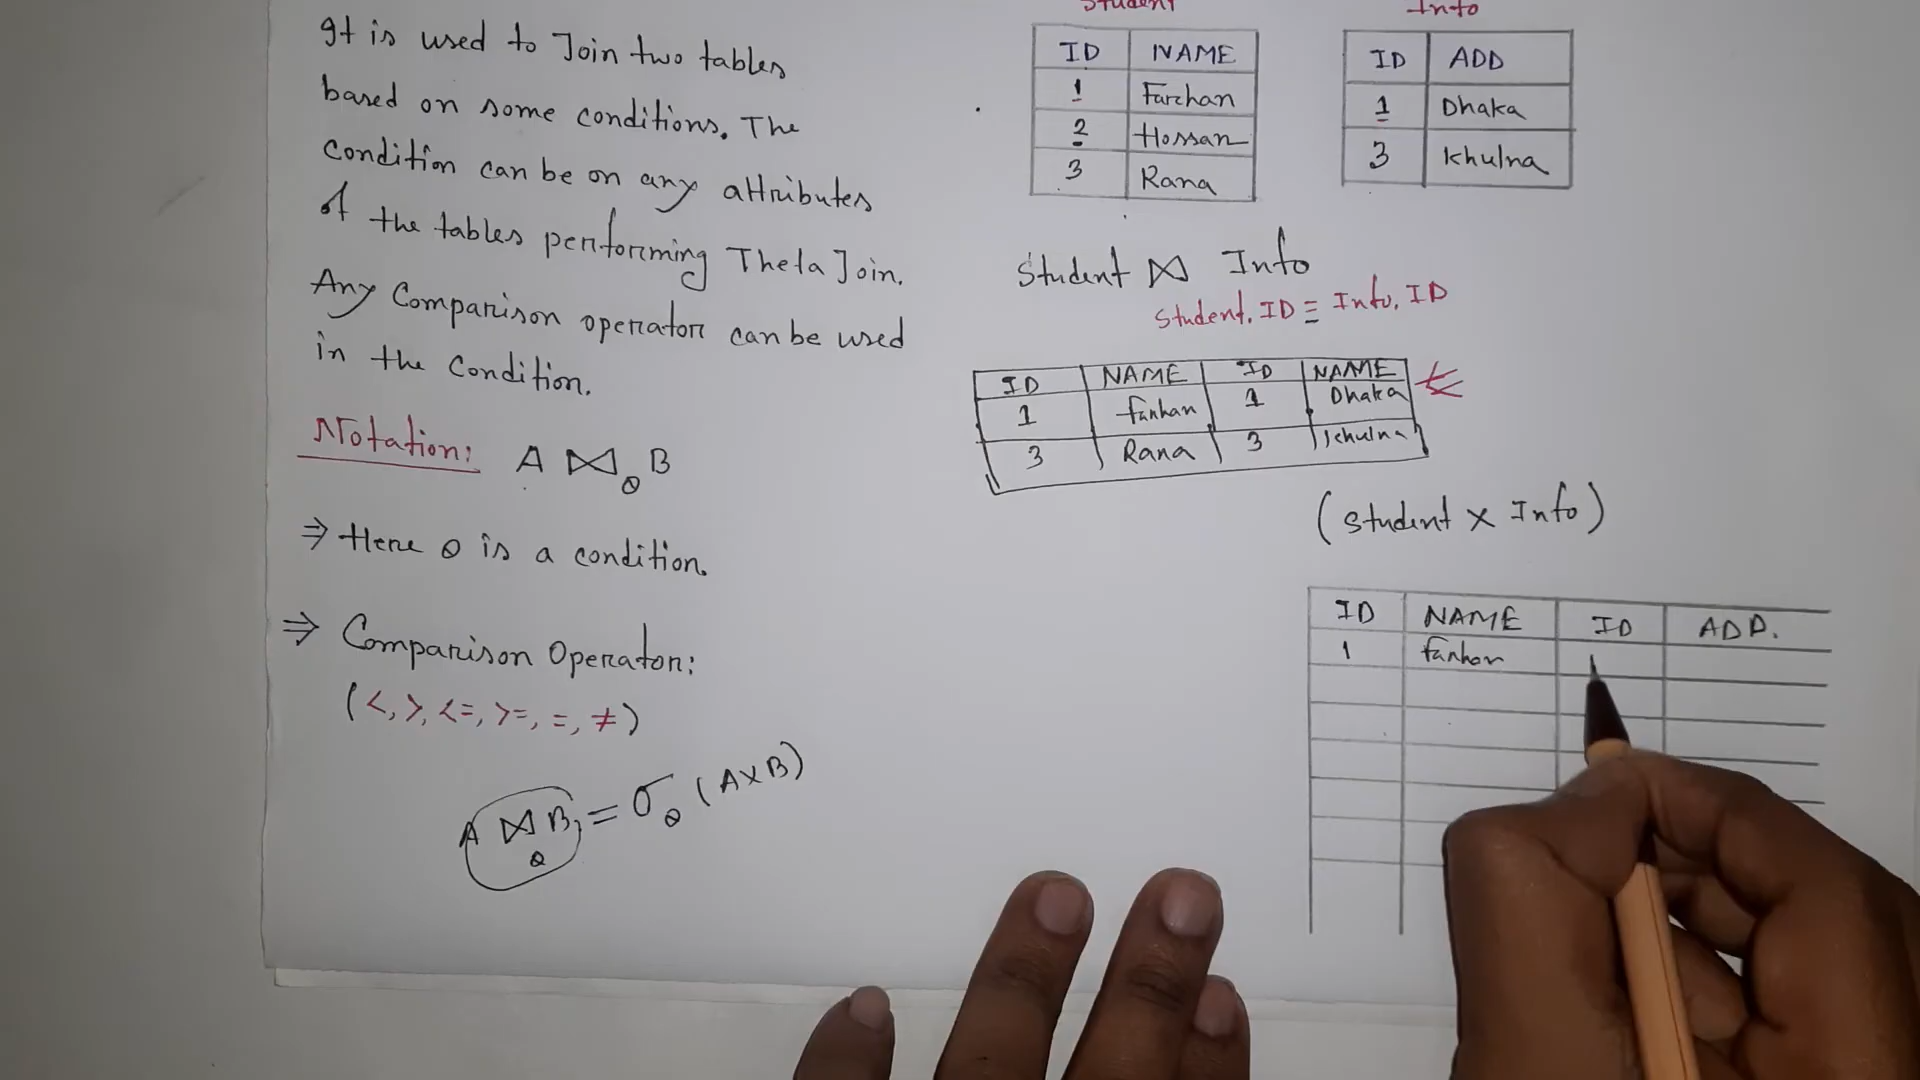 It is used to Join two tables
based on some conditions. The
Condition can be on any attributes
of the tables performing Theta Join.
Any Comparison operator can be used
in the Condition.
Notation: A ⋈θ B
⇒ Here θ is a condition.
⇒ Comparison Operator:
(<, >, <=, >=, =, ≠)
A ⋈θ B = σθ (A×B)
Student
ID NAME
1 Farhan
2 Hossan
3 Rana
Info
ID ADD
1 Dhaka
3 Khulna
Student ⋈ Info
Student.ID = Info.ID
ID NAME ID NAME
1 farhan 1 Dhaka
3 Rana 3 Khulna
(Student × Info)
ID NAME ID ADD.
1 farhan